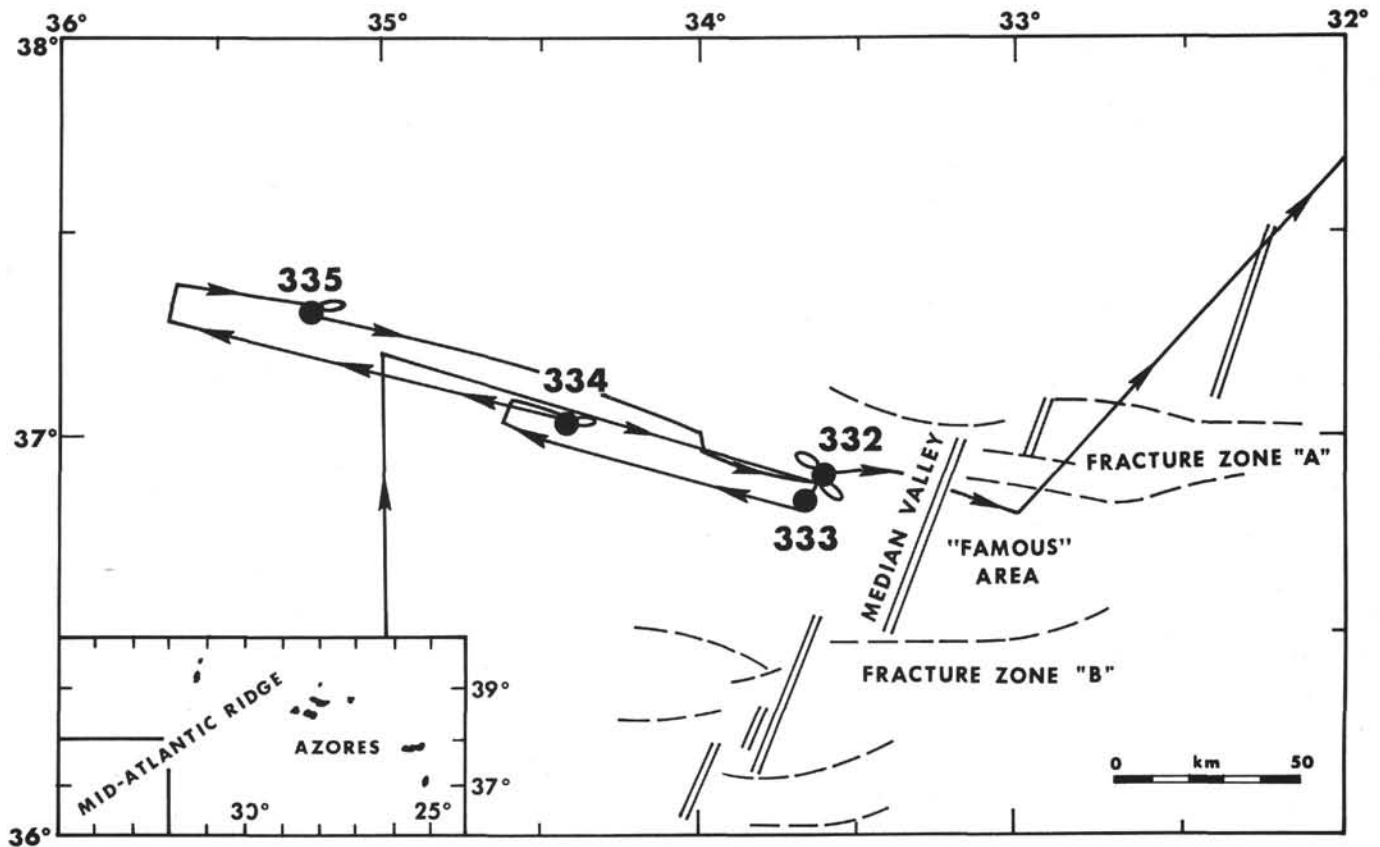 36° 35° 34° 33° 32°
38°
335
334
37°
332
333
MEDIAN VALLEY
FRACTURE ZONE "A"
"FAMOUS"
AREA
FRACTURE ZONE "B"
MID-ATLANTIC RIDGE
AZORES
39°
37°
30° 25°
0 km 50
36°